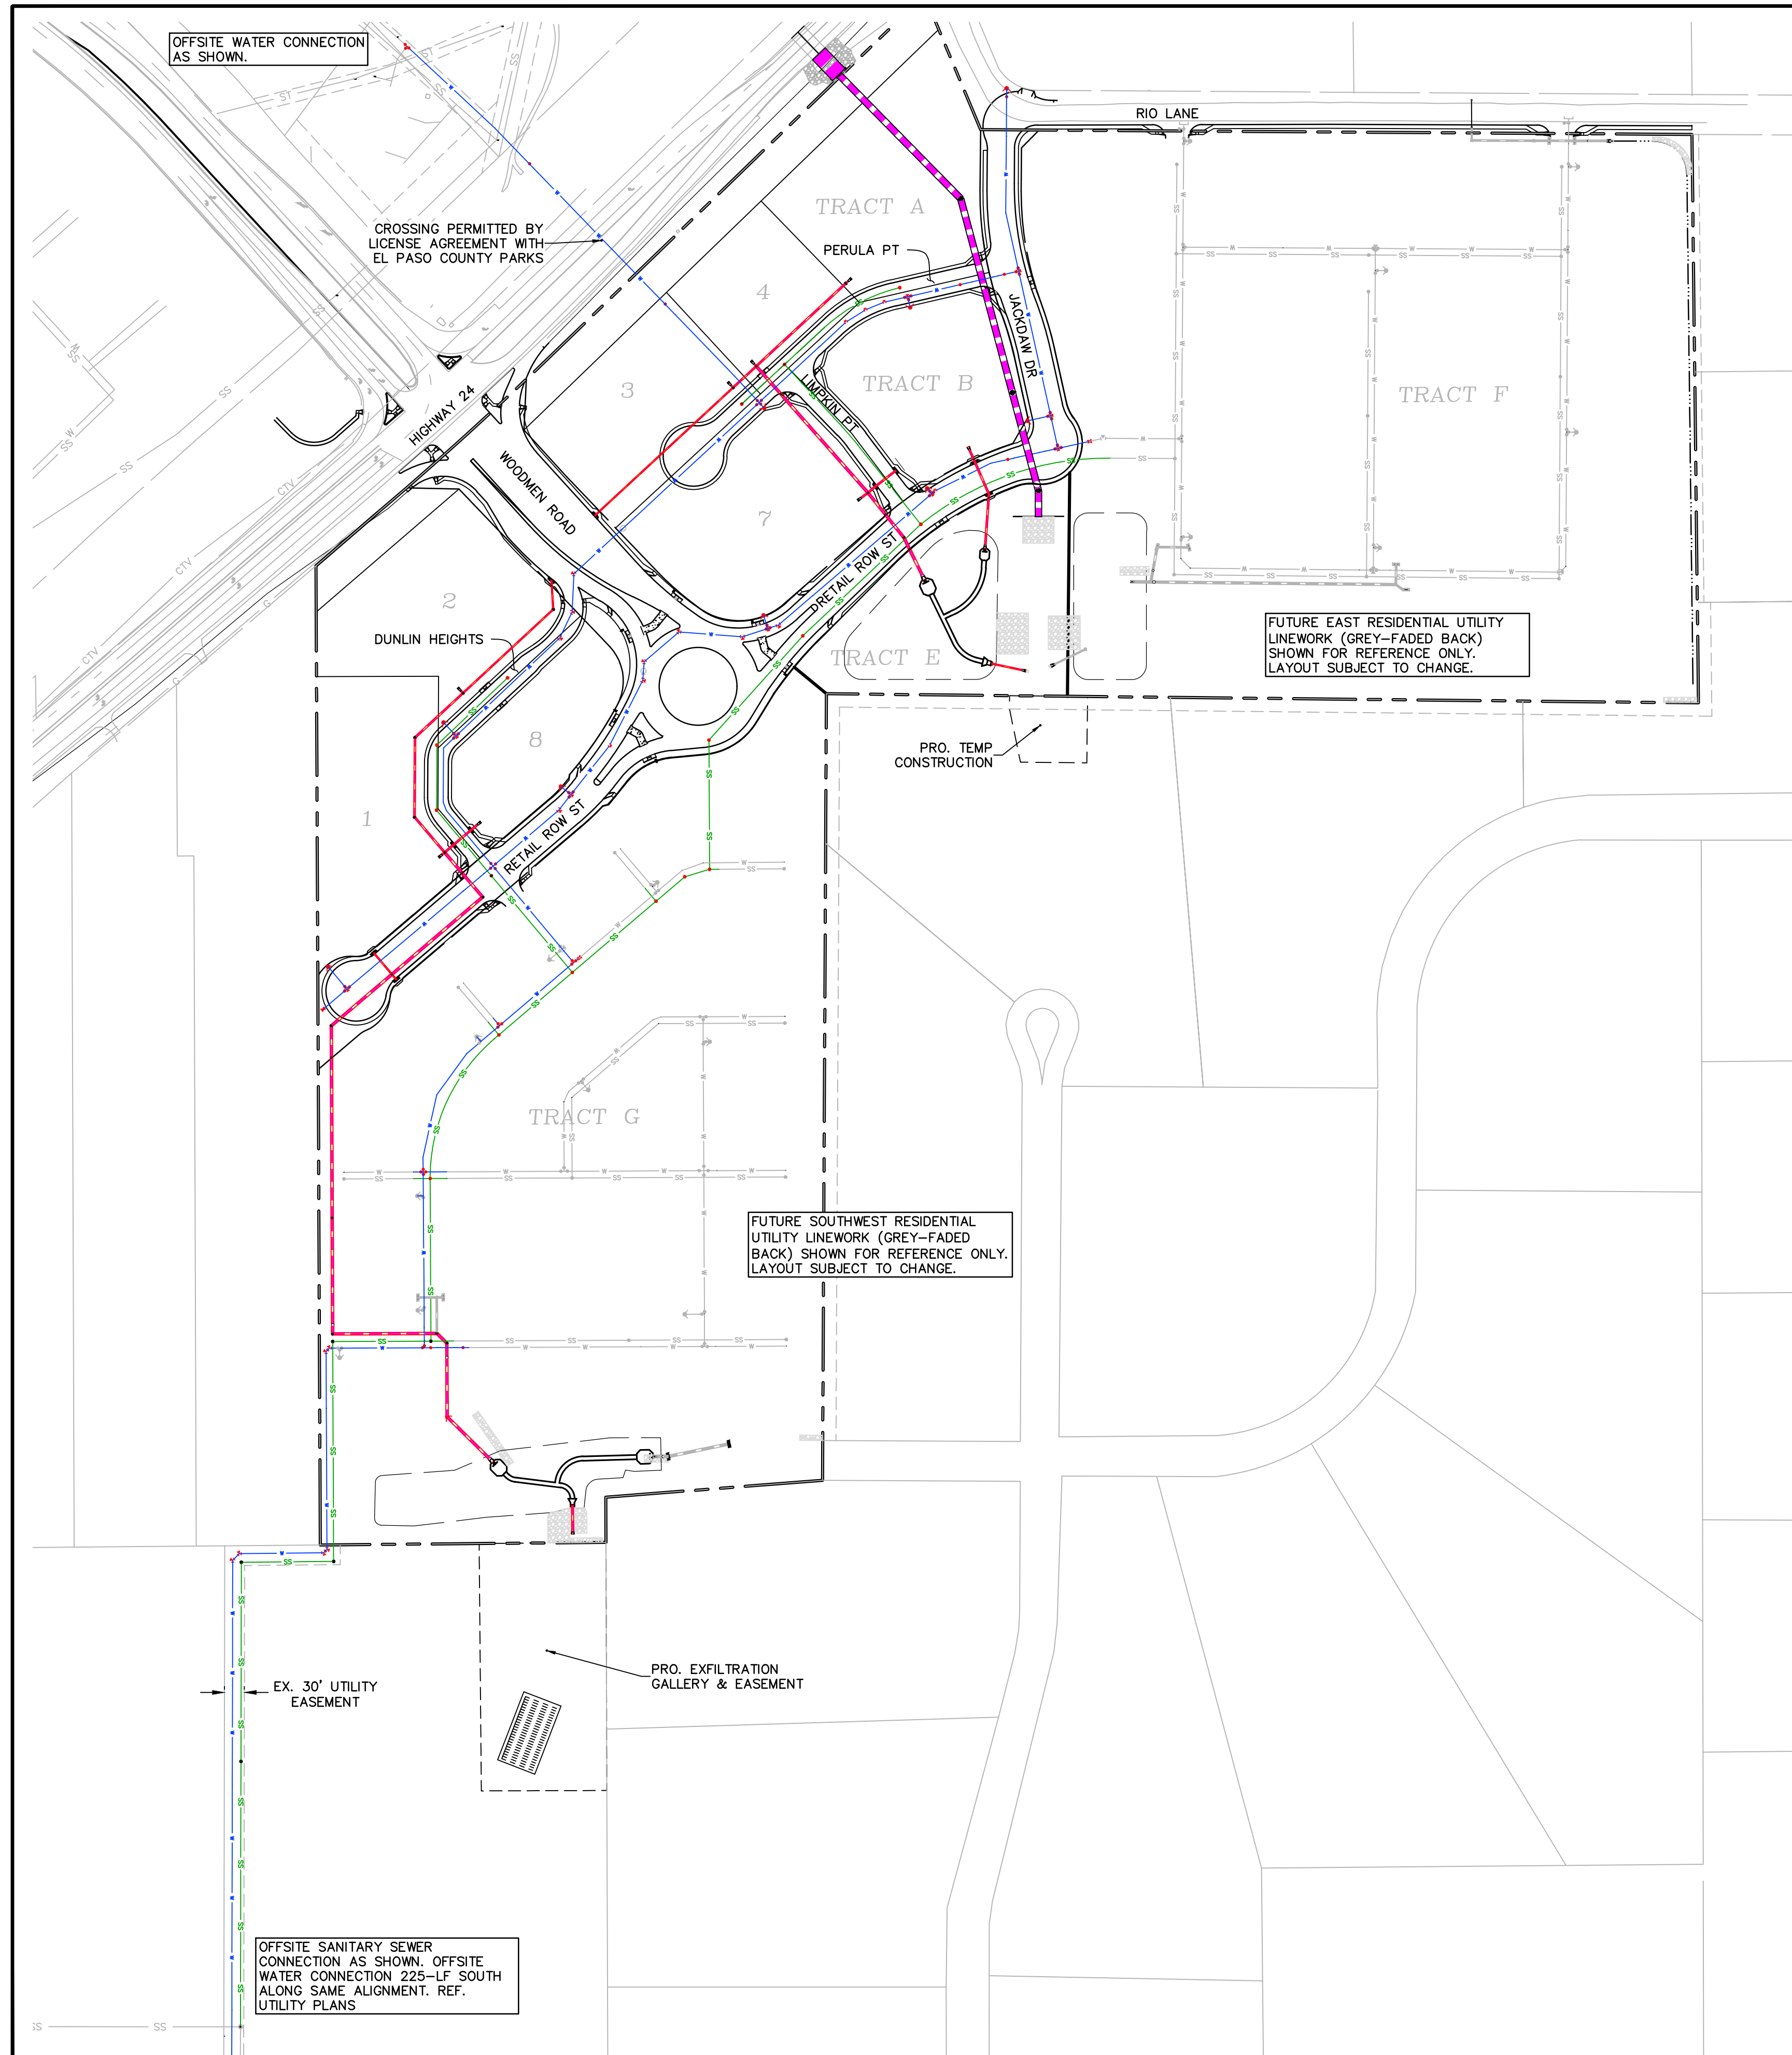 OFFSITE WATER CONNECTION
AS SHOWN.
RIO LANE
CROSSING PERMITTED BY
LICENSE AGREEMENT WITH
EL PASO COUNTY PARKS
TRACT A
PERULA PT
4
JACKDAW DR
3
TRACT B
LIMPKIN PT
TRACT F
HIGHWAY 24
WOODMEN ROAD
7
RETAIL ROW ST
2
DUNLIN HEIGHTS
TRACT E
FUTURE EAST RESIDENTIAL UTILITY
LINEWORK (GREY-FADED BACK)
SHOWN FOR REFERENCE ONLY.
LAYOUT SUBJECT TO CHANGE.
8
PRO. TEMP
CONSTRUCTION
1
RETAIL ROW ST
TRACT G
FUTURE SOUTHWEST RESIDENTIAL
UTILITY LINEWORK (GREY-FADED
BACK) SHOWN FOR REFERENCE ONLY.
LAYOUT SUBJECT TO CHANGE.
PRO. EXFILTRATION
GALLERY & EASEMENT
EX. 30' UTILITY
EASEMENT
OFFSITE SANITARY SEWER
CONNECTION AS SHOWN. OFFSITE
WATER CONNECTION 225-LF SOUTH
ALONG SAME ALIGNMENT. REF.
UTILITY PLANS